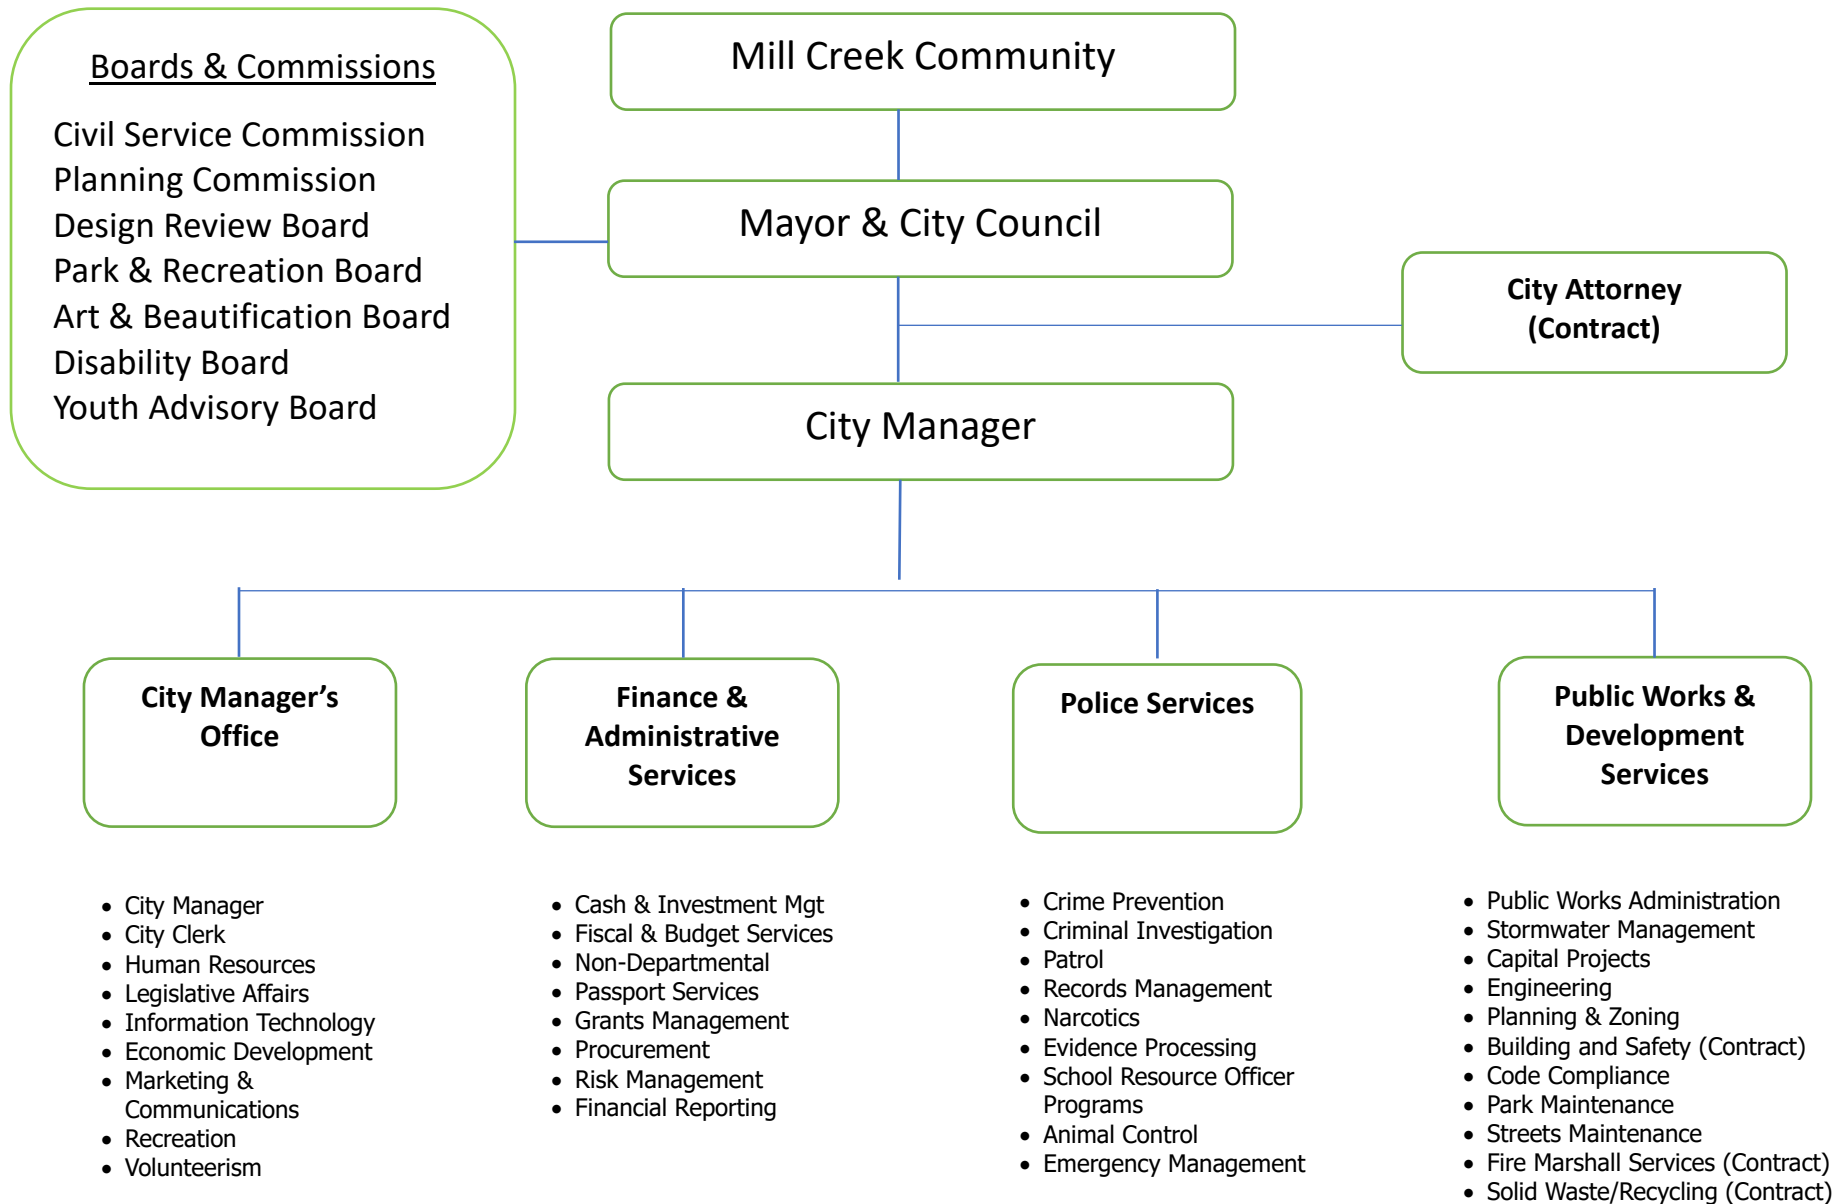 Boards & Commissions
Civil Service Commission
Planning Commission
Design Review Board
Park & Recreation Board
Art & Beautification Board
Disability Board
Youth Advisory Board
Mill Creek Community
Mayor & City Council
City Attorney
(Contract)
City Manager
City Manager’s
Office
Finance &
Administrative
Services
Police Services
Public Works &
Development
Services
• City Manager
• City Clerk
• Human Resources
• Legislative Affairs
• Information Technology
• Economic Development
• Marketing &
Communications
• Recreation
• Volunteerism
• Cash & Investment Mgt
• Fiscal & Budget Services
• Non-Departmental
• Passport Services
• Grants Management
• Procurement
• Risk Management
• Financial Reporting
• Crime Prevention
• Criminal Investigation
• Patrol
• Records Management
• Narcotics
• Evidence Processing
• School Resource Officer
Programs
• Animal Control
• Emergency Management
• Public Works Administration
• Stormwater Management
• Capital Projects
• Engineering
• Planning & Zoning
• Building and Safety (Contract)
• Code Compliance
• Park Maintenance
• Streets Maintenance
• Fire Marshall Services (Contract)
• Solid Waste/Recycling (Contract)